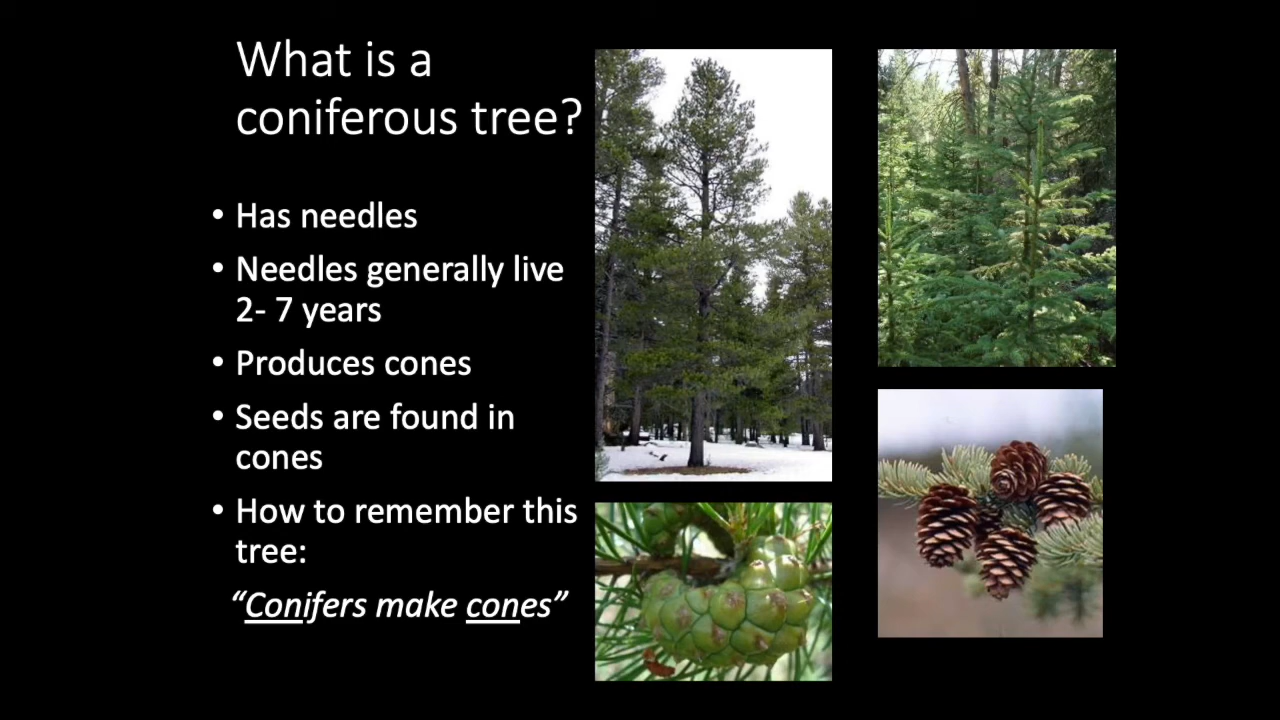 What is a
coniferous tree?
• Has needles
• Needles generally live
2- 7 years
• Produces cones
• Seeds are found in
cones
• How to remember this
tree:
“Conifers make cones”